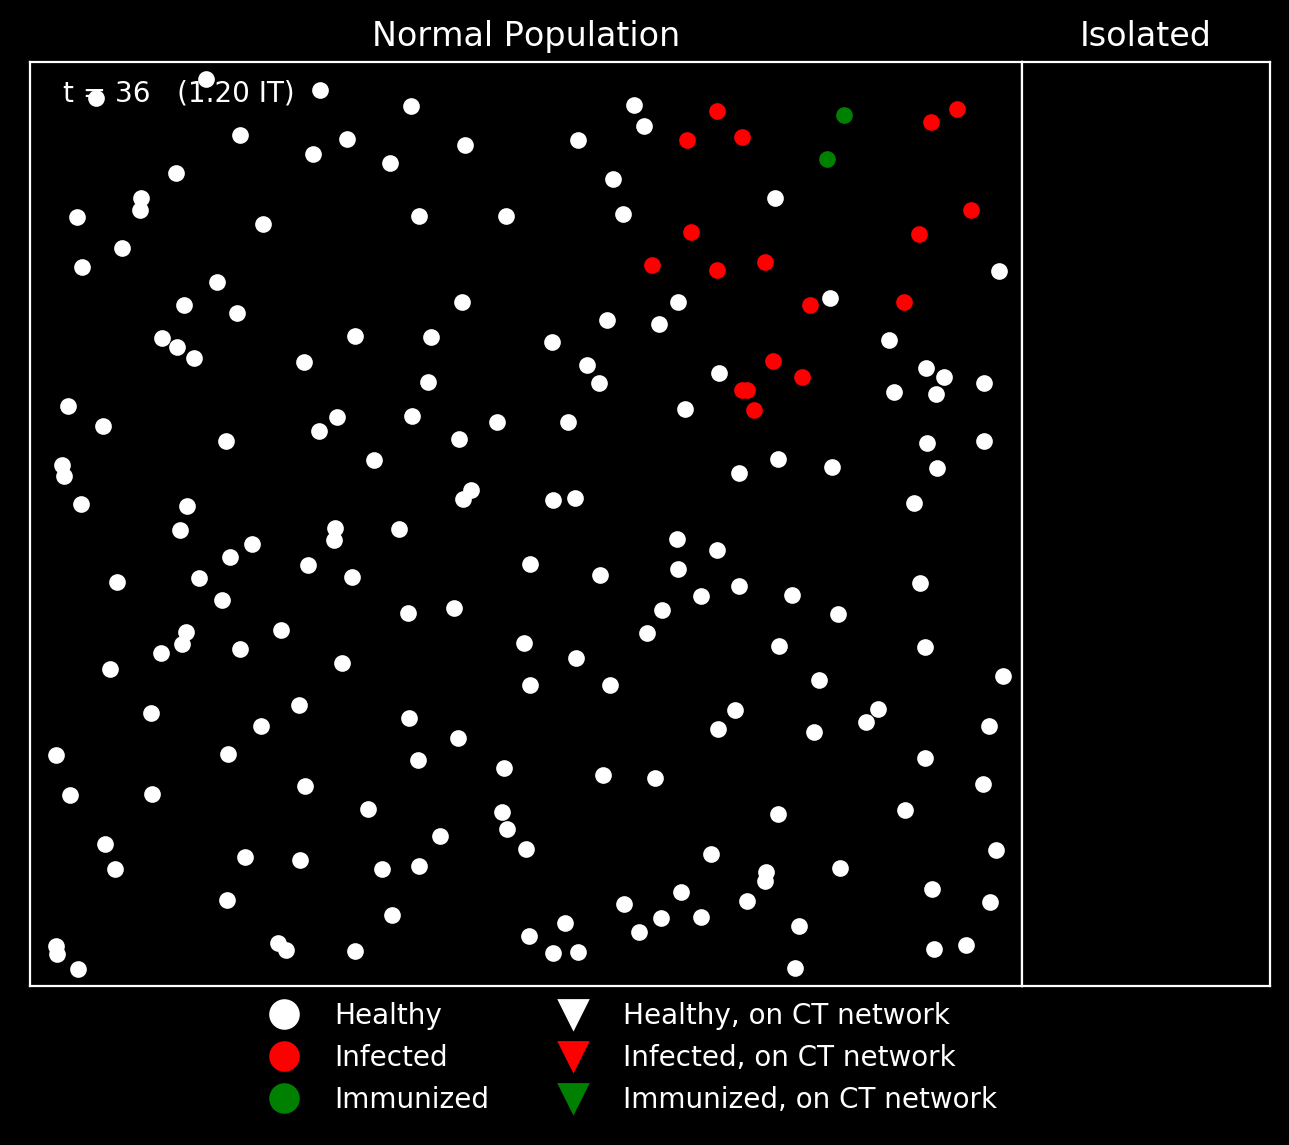 Normal Population
Isolated
t = 36   (1.20 IT)
Healthy
Infected
Immunized
Healthy, on CT network
Infected, on CT network
Immunized, on CT network